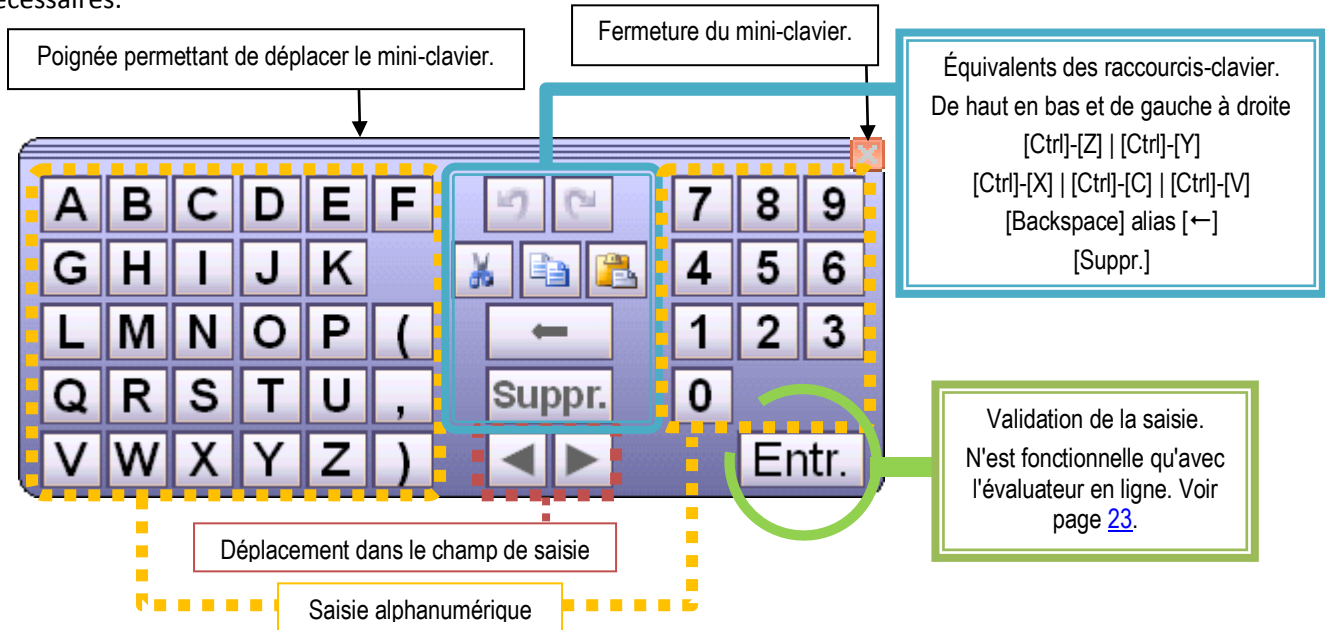 écessaires.
Poignée permettant de déplacer le mini-clavier.
Fermeture du mini-clavier.
Équivalents des raccourcis-clavier.
De haut en bas et de gauche à droite
[Ctrl]-[Z] | [Ctrl]-[Y]
[Ctrl]-[X] | [Ctrl]-[C] | [Ctrl]-[V]
[Backspace] alias [←]
[Suppr.]
A B C D E F 7 8 9
G H I J K 4 5 6
L M N O P ( ← 1 2 3
Q R S T U , Suppr. 0
V W X Y Z ) ◄ ► Entr.
Validation de la saisie.
N'est fonctionnelle qu'avec
l'évaluateur en ligne. Voir
page 23.
Déplacement dans le champ de saisie
Saisie alphanumérique